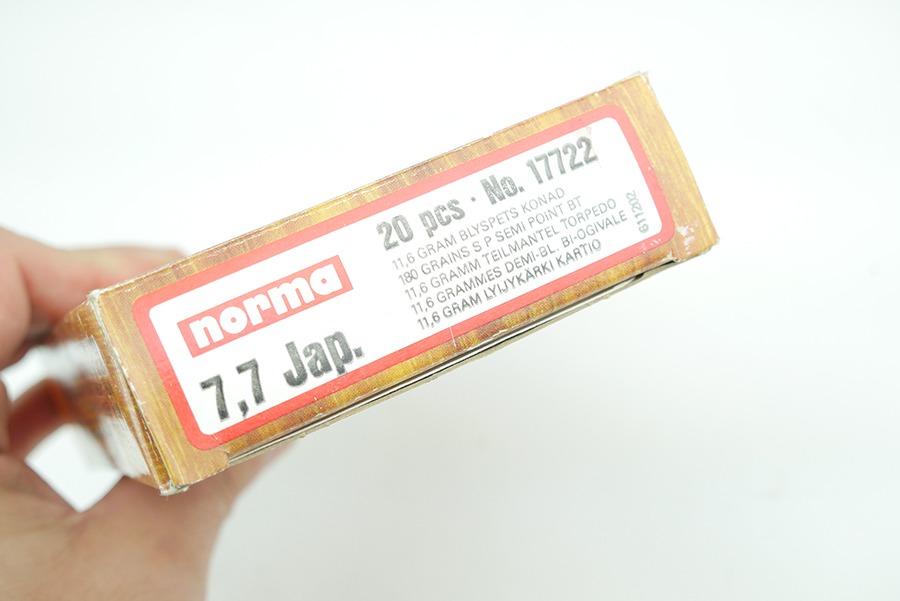 norma
7,7 Jap.
20 pcs · No. 17722
11,6 GRAM BLYSPETS KONAD
180 GRAINS S P SEMI POINT BT
11,6 GRAMM TEILMANTEL TORPEDO
11,6 GRAMMES DEMI-BL. BI-OGIVALE
11,6 GRAM LYIJYKÄRKI KARTIO
611202